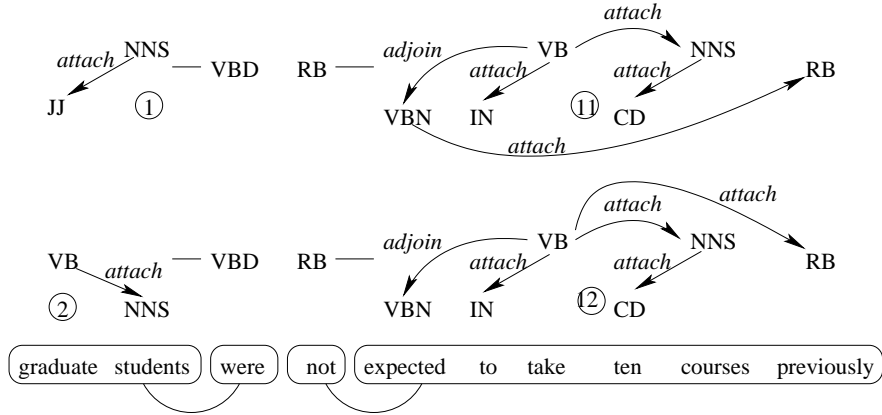 attach NNS VBD RB adjoin VB attach NNS RB
JJ 1 attach 11 attach
VBN IN CD
attach
attach
VB attach VBD RB adjoin VB attach NNS RB
2 NNS attach 12 attach
VBN IN CD
graduate students were not expected to take ten courses previously